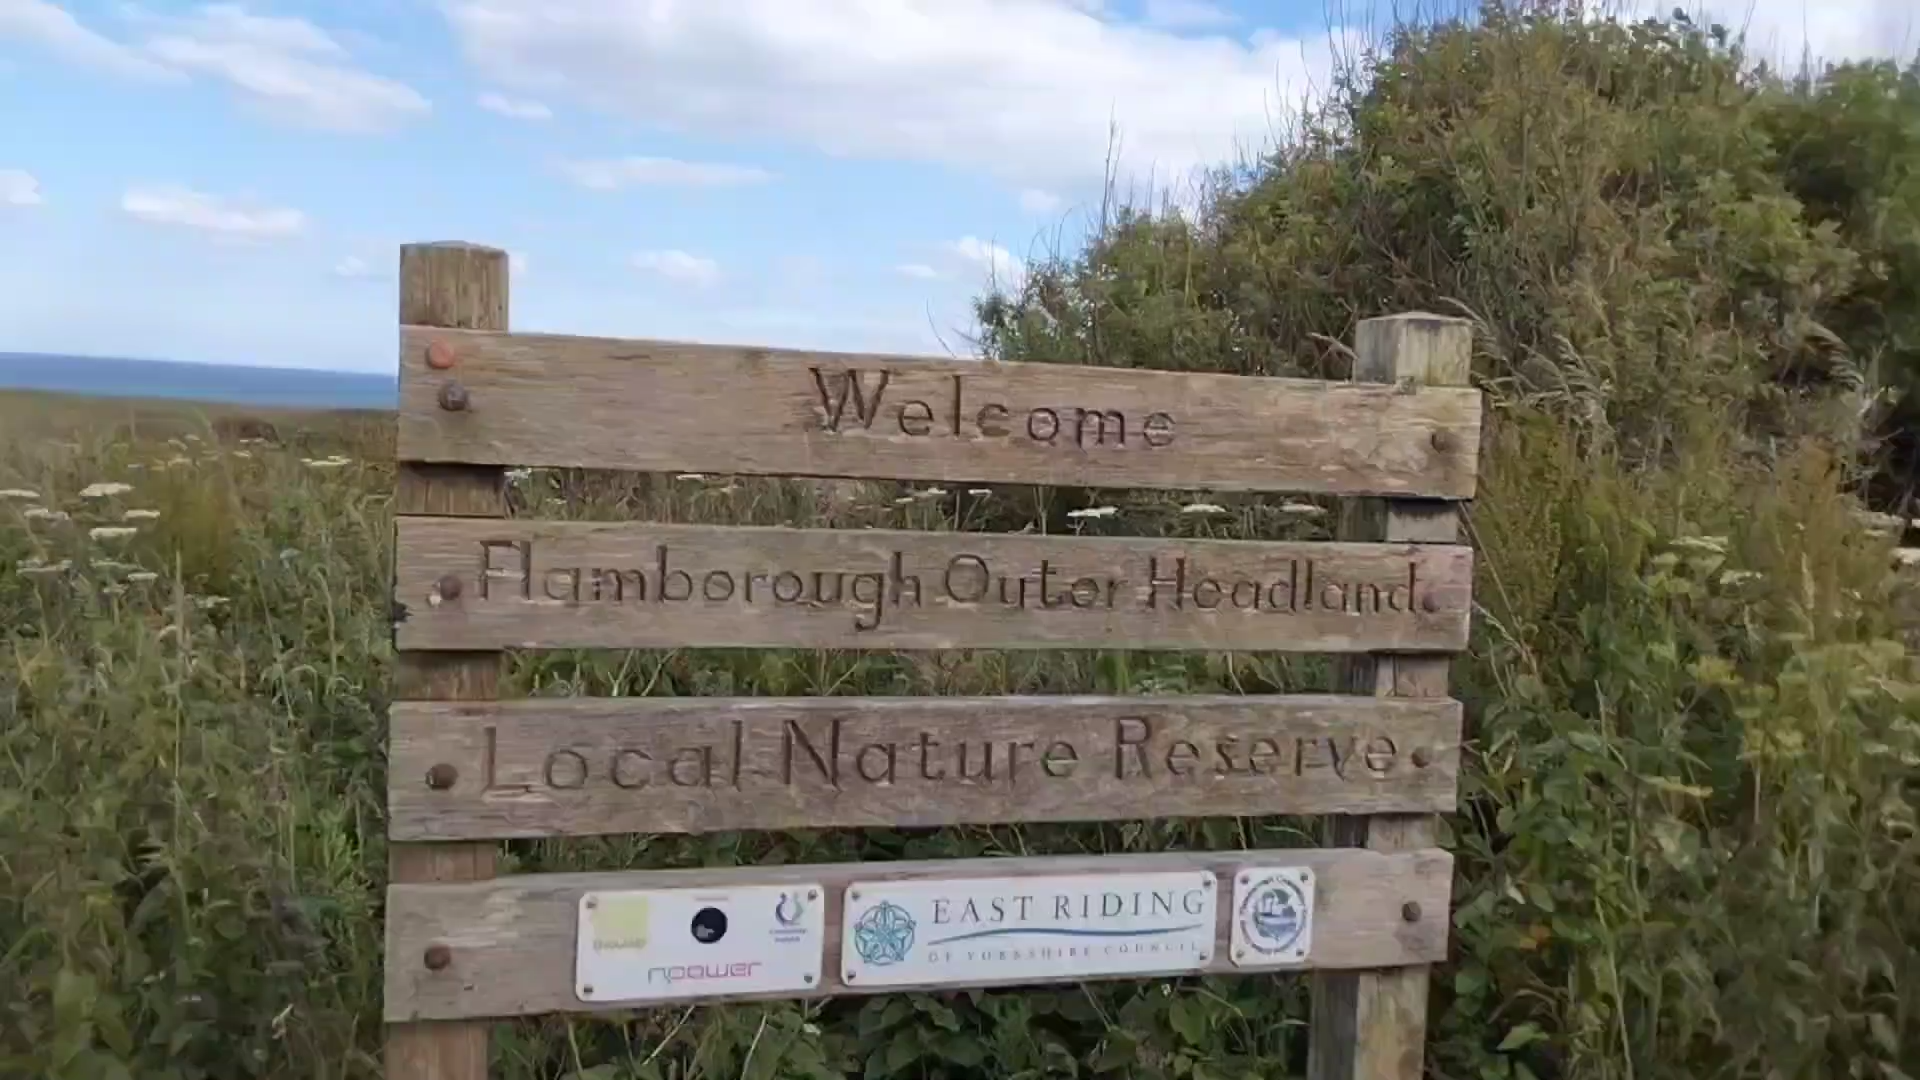 Welcome
Flamborough Outer Headland
Local Nature Reserve
npower
EAST RIDING
OF YORKSHIRE COUNCIL